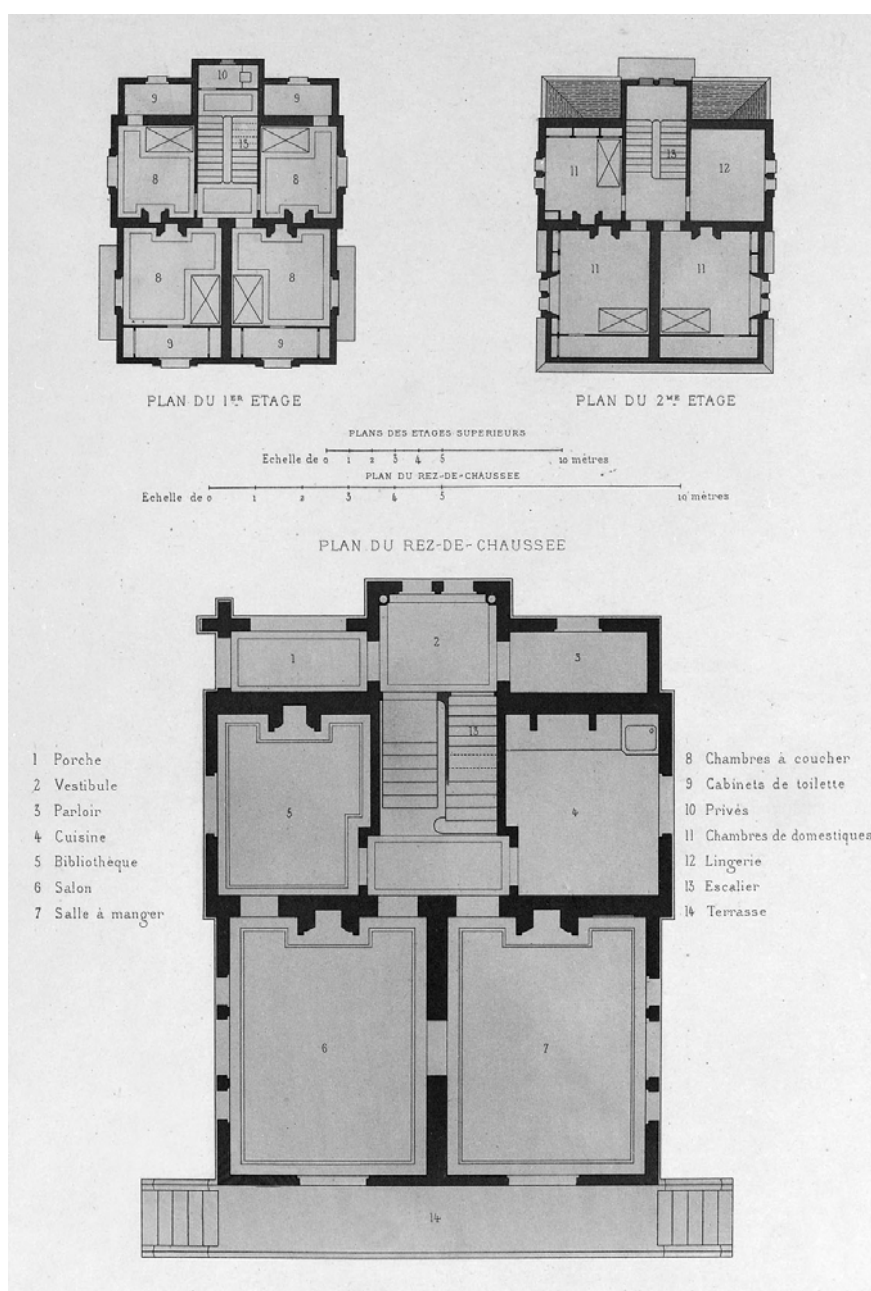 10
9
9
13
8
8
8
8
9
9
PLAN DU 1ER ETAGE
13
12
11
11
11
PLAN DU 2ME ETAGE
PLANS DES ETAGES SUPERIEURS
Echelle de 0 1 2 3 4 5 10 mètres
PLAN DU REZ-DE-CHAUSSEE
Echelle de 0 1 2 3 4 5 10 mètres
PLAN DU REZ-DE-CHAUSSEE
1
2
3
13
5
4
6
7
14
1 Porche
2 Vestibule
3 Parloir
4 Cuisine
5 Bibliothèque
6 Salon
7 Salle à manger
8 Chambres à coucher
9 Cabinets de toilette
10 Privés
11 Chambres de domestiques
12 Lingerie
13 Escalier
14 Terrasse